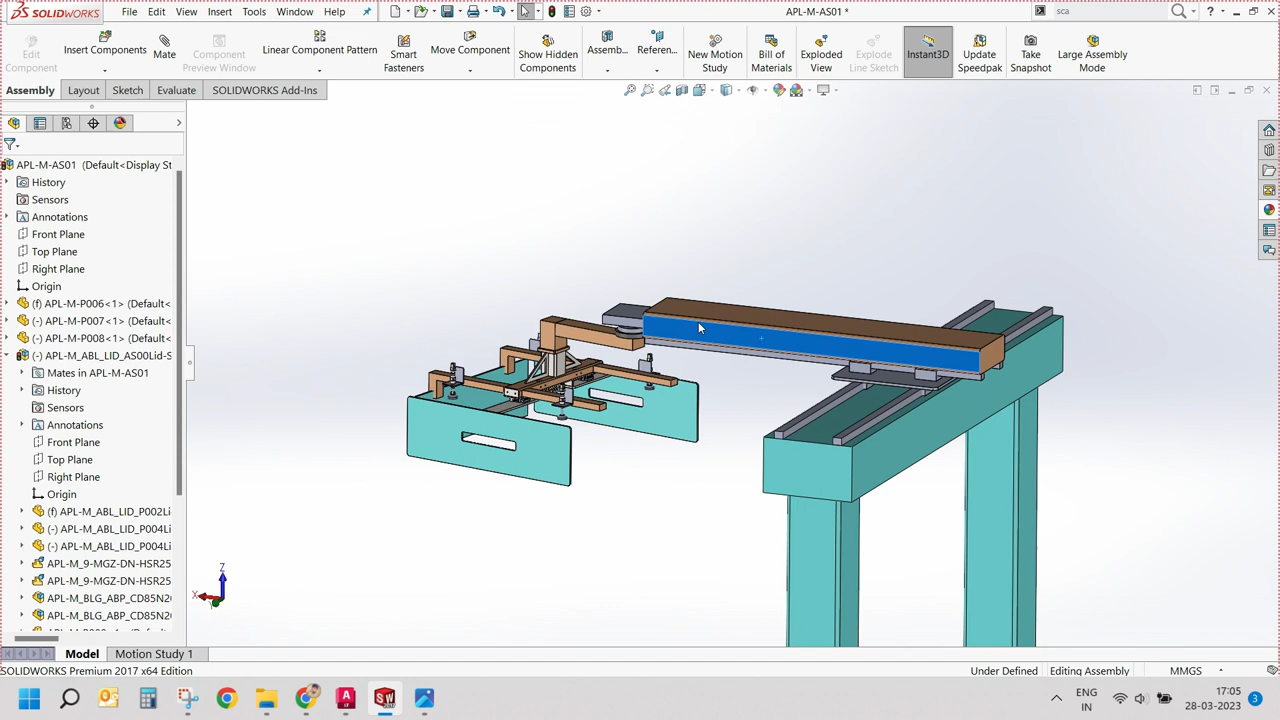 SOLIDWORKS File Edit View Insert Tools Window Help APL-M-AS01 * sca
Edit Component
Insert Components
Mate
Component Preview Window
Linear Component Pattern
Smart Fasteners
Move Component
Show Hidden Components
Assemb...
Referen...
New Motion Study
Bill of Materials
Exploded View
Explode Line Sketch
Instant3D
Update Speedpak
Take Snapshot
Large Assembly Mode
Assembly Layout Sketch Evaluate SOLIDWORKS Add-Ins
APL-M-AS01 (Default<Display St
History
Sensors
Annotations
Front Plane
Top Plane
Right Plane
Origin
(f) APL-M-P006<1> (Default<
(-) APL-M-P007<1> (Default<
(-) APL-M-P008<1> (Default<
(-) APL-M_ABL_LID_AS00Lid-S
Mates in APL-M-AS01
History
Sensors
Annotations
Front Plane
Top Plane
Right Plane
Origin
(f) APL-M_ABL_LID_P002Li
(-) APL-M_ABL_LID_P004Li
(-) APL-M_ABL_LID_P004Li
APL-M_9-MGZ-DN-HSR25
APL-M_9-MGZ-DN-HSR25
APL-M_BLG_ABP_CD85N20
APL-M_BLG_ABP_CD85N20
Z
X
Y
Model Motion Study 1
SOLIDWORKS Premium 2017 x64 Edition Under Defined Editing Assembly MMGS
ENG
IN
17:05
28-03-2023
3